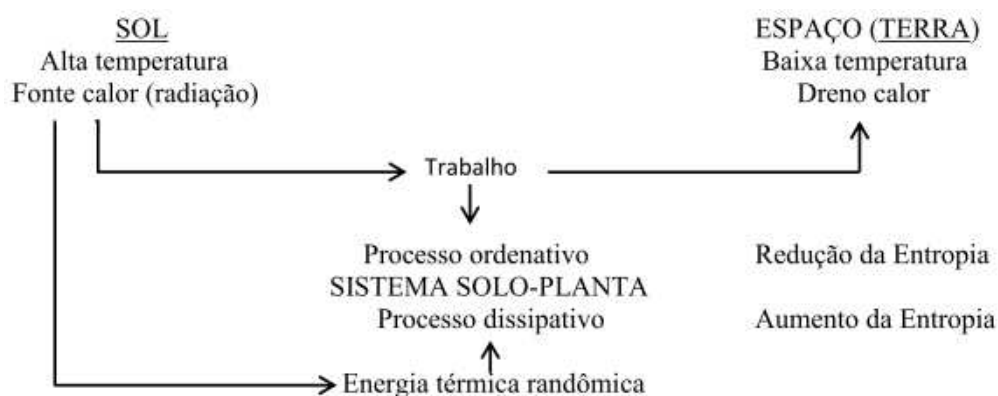 SOL
Alta temperatura
Fonte calor (radiação)
ESPAÇO (TERRA)
Baixa temperatura
Dreno calor
Trabalho
Processo ordenativo
Redução da Entropia
SISTEMA SOLO-PLANTA
Processo dissipativo
Aumento da Entropia
Energia térmica randômica